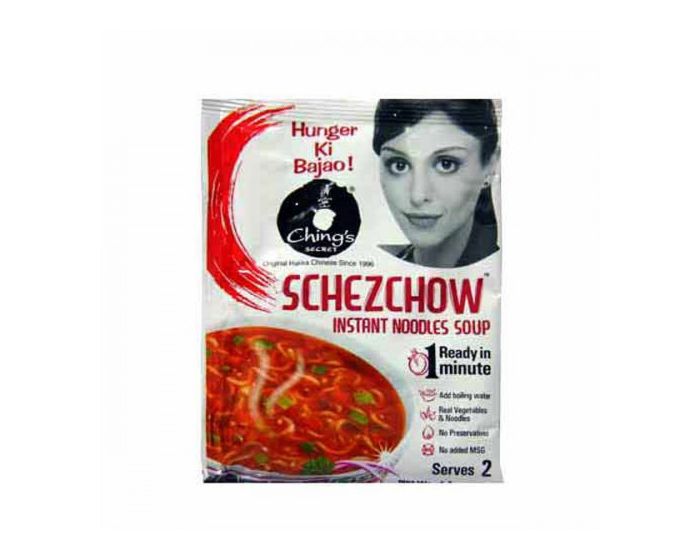 Hunger
Ki
Bajao!
Ching's
SECRET
®
Original Hakka Chinese Since 1996
SCHEZCHOW™
INSTANT NOODLES SOUP
1 Ready in
minute
Add boiling water
Real Vegetables
& Noodles
No Preservatives
No added MSG
Serves 2